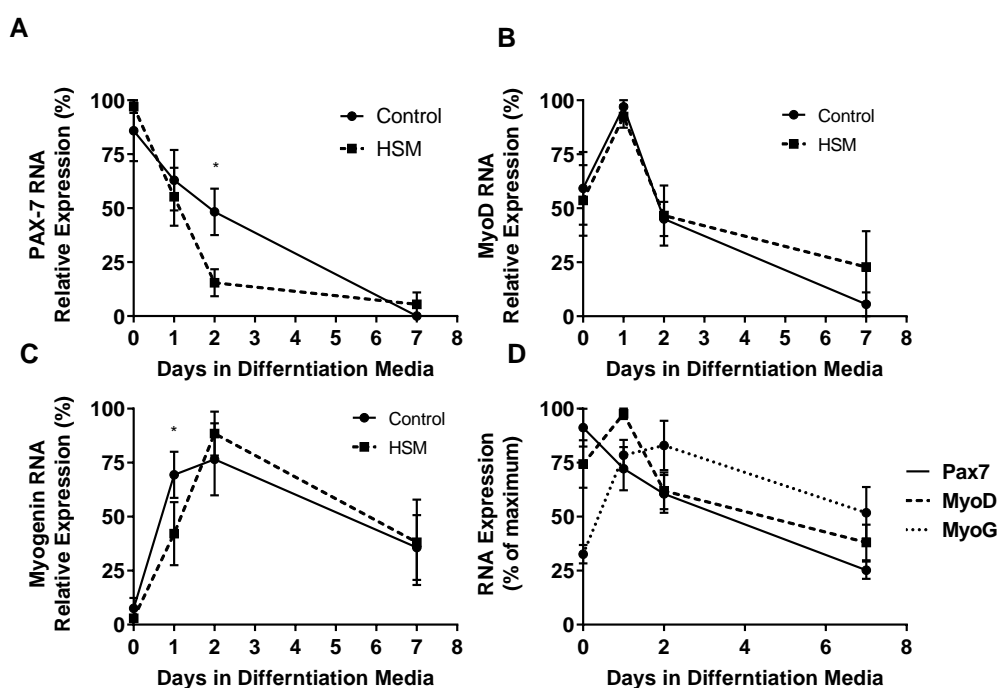 A
PAX-7 RNA
Relative Expression (%)
100
75
50
25
0
*
Control
HSM
0 1 2 3 4 5 6 7 8
Days in Differntiation Media
B
MyoD RNA
Relative Expression (%)
100
75
50
25
0
Control
HSM
0 1 2 3 4 5 6 7 8
Days in Differntiation Media
C
Myogenin RNA
Relative Expression (%)
100
75
50
25
0
*
Control
HSM
0 1 2 3 4 5 6 7 8
Days in Differntiation Media
D
RNA Expression
(% of maximum)
100
75
50
25
0
0 2 4 6 8
Days in Differntiation Media
Pax7
MyoD
MyoG